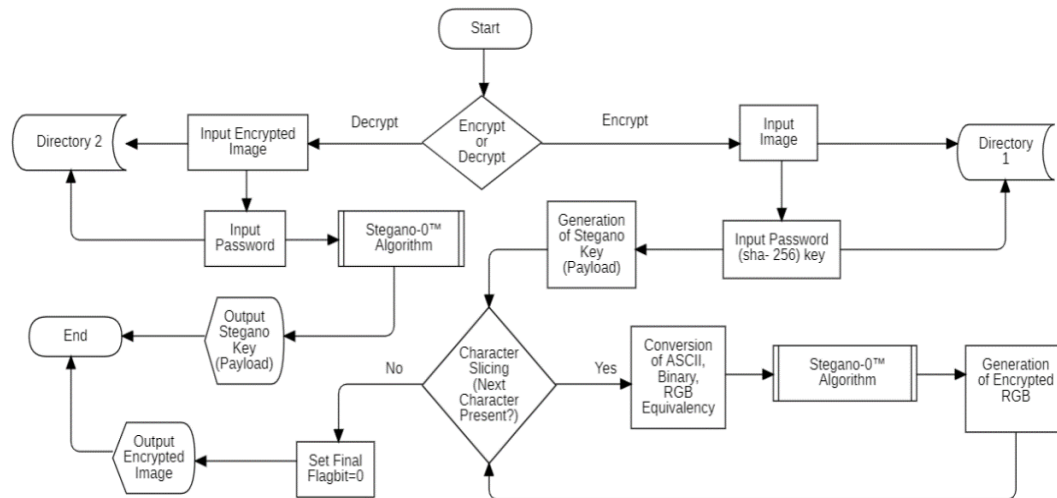 Start
Encrypt
or
Decrypt
Decrypt
Encrypt
Input Encrypted
Image
Directory 2
Input
Password
Stegano-0™
Algorithm
Output
Stegano
Key
(Payload)
End
Input
Image
Directory
1
Input Password
(sha- 256) key
Generation
of Stegano
Key
(Payload)
Character
Slicing
(Next
Character
Present?)
No
Yes
Conversion
of ASCII,
Binary,
RGB
Equivalency
Stegano-0™
Algorithm
Generation
of Encrypted
RGB
Set Final
Flagbit=0
Output
Encrypted
Image